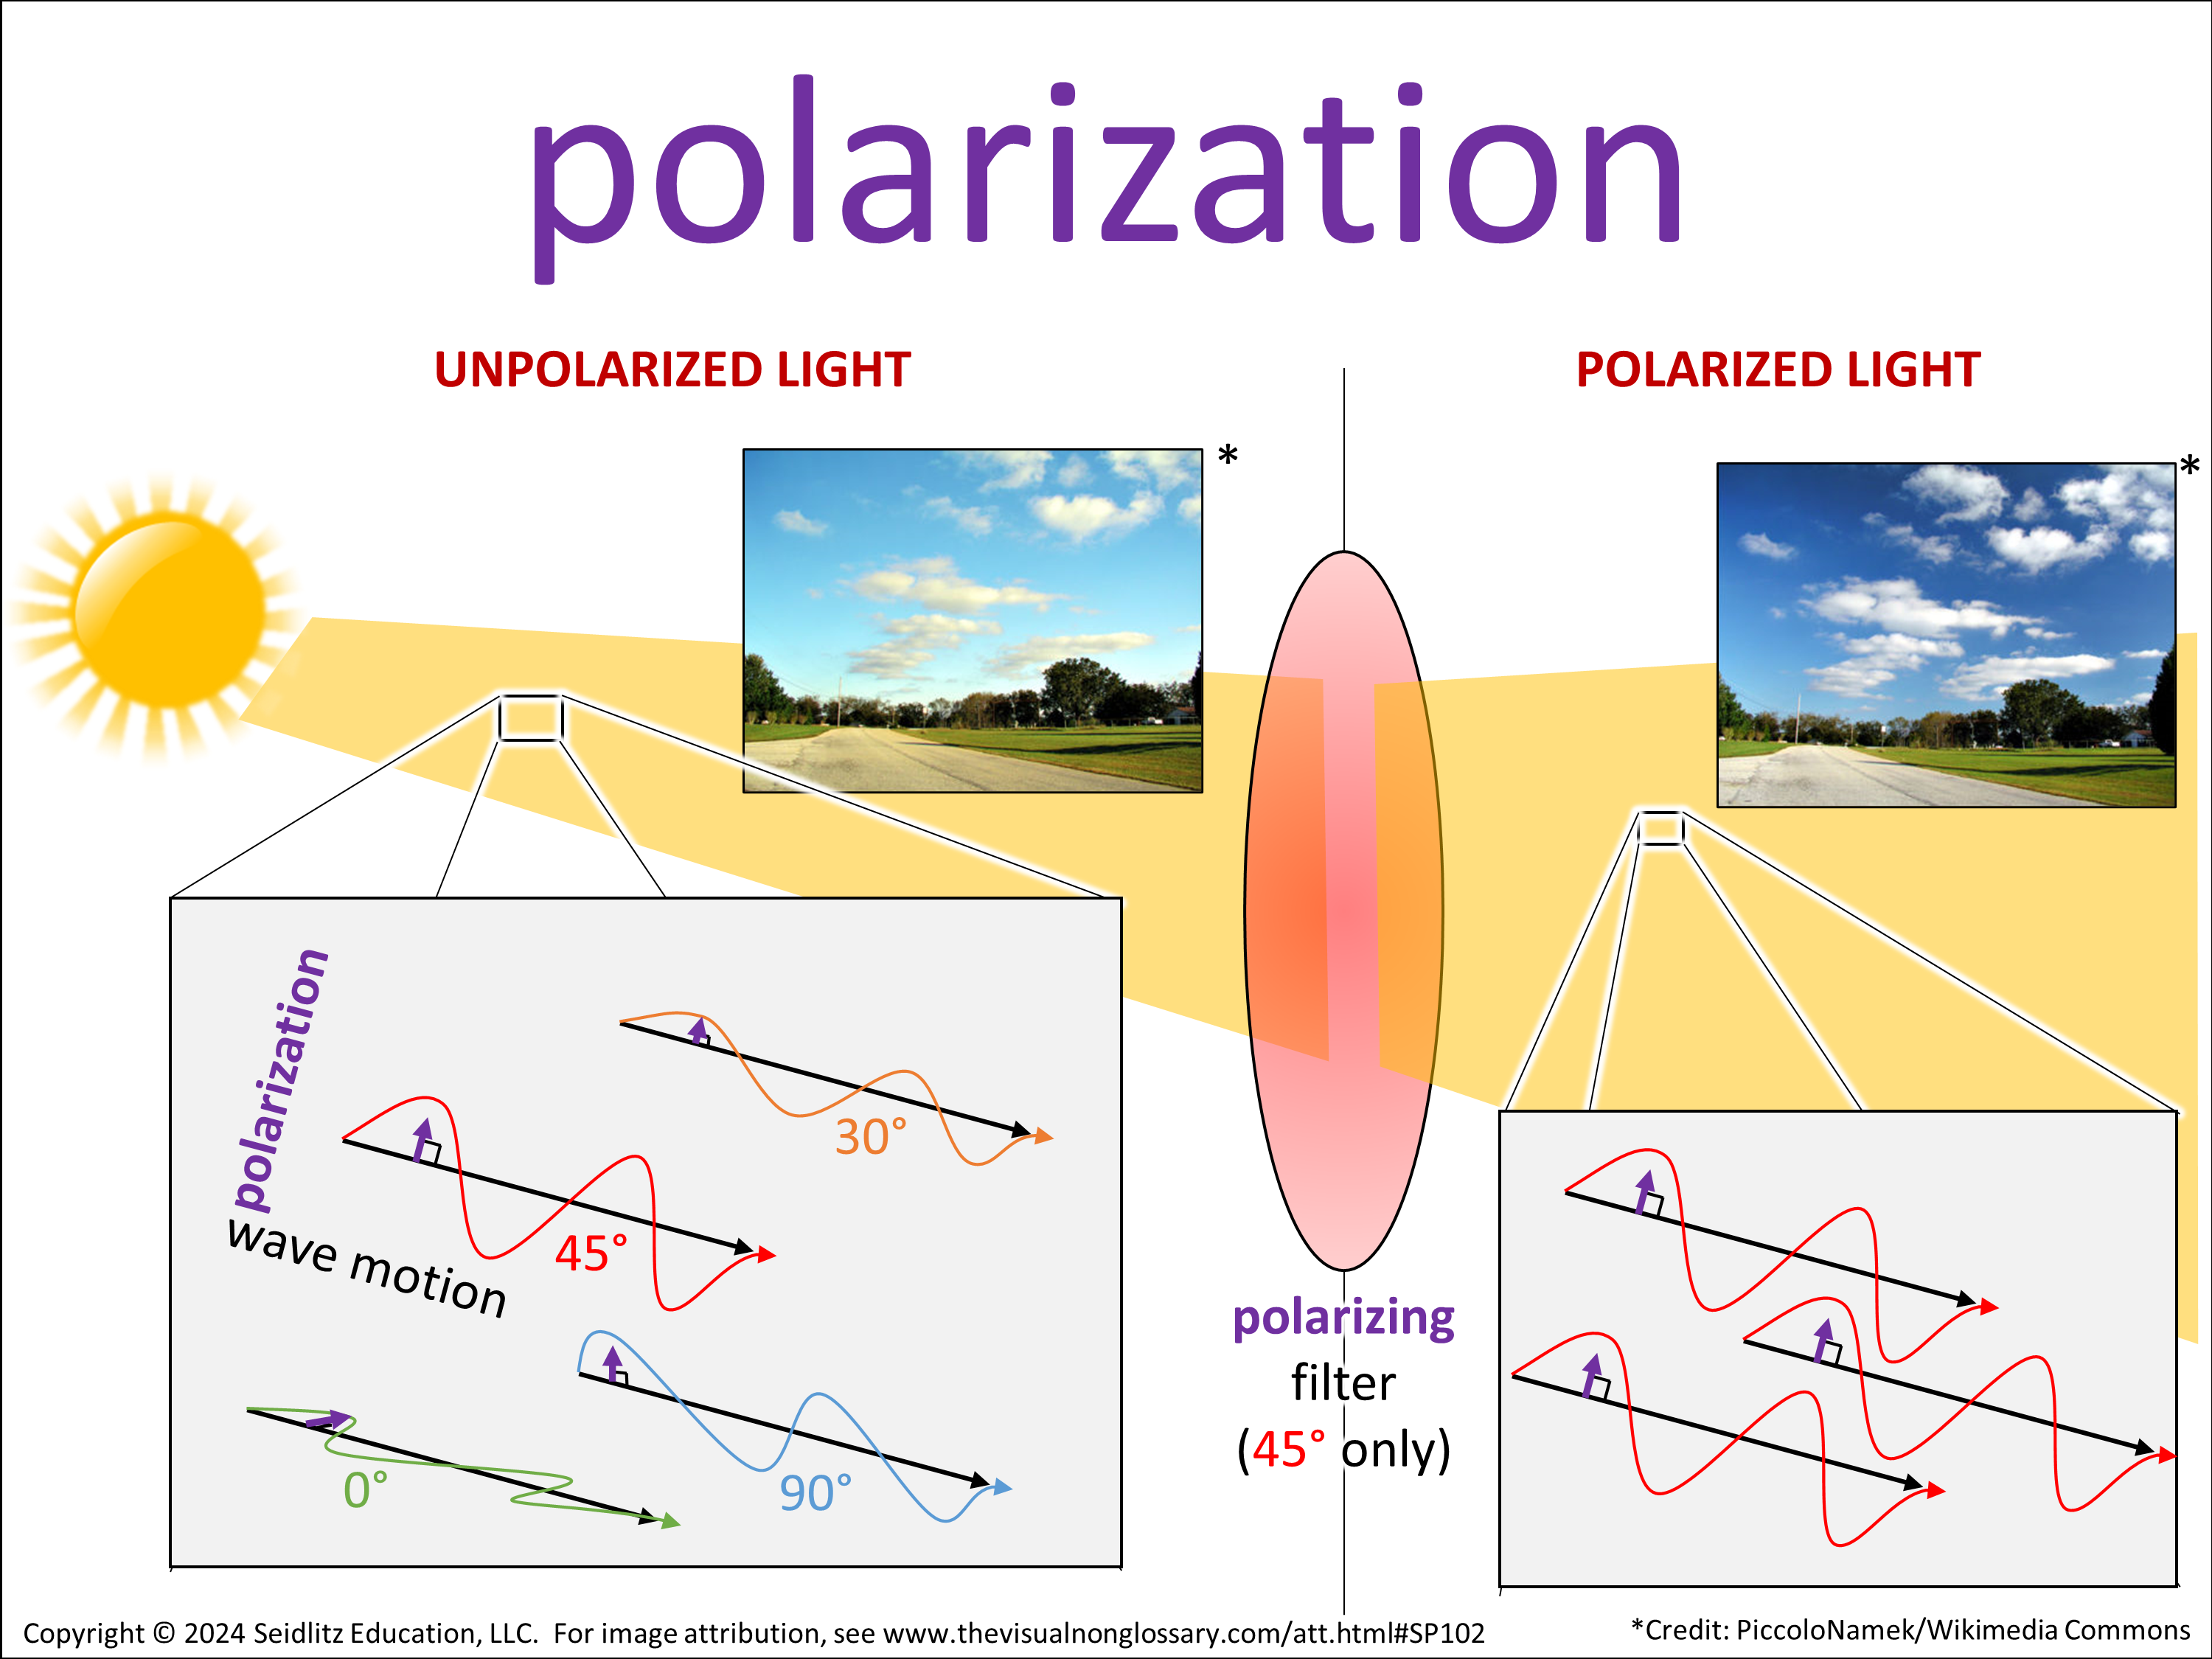 polarization
UNPOLARIZED LIGHT
POLARIZED LIGHT
*
*
polarization
wave motion
30°
45°
0°
90°
polarizing
filter
(45° only)
Copyright © 2024 Seidlitz Education, LLC.  For image attribution, see www.thevisualnonglossary.com/att.html#SP102
*Credit: PiccoloNamek/Wikimedia Commons